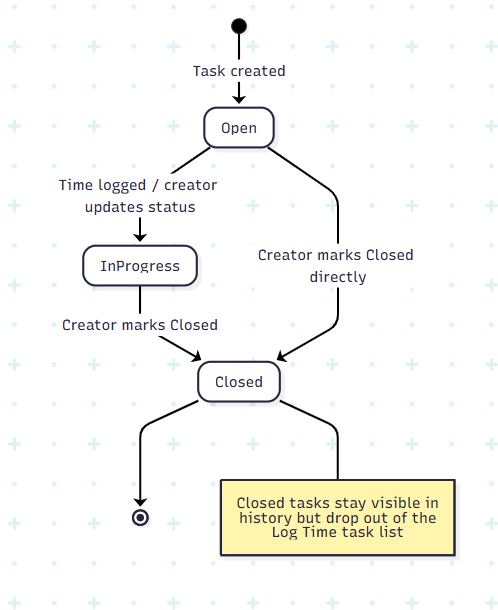 Task created
Open
Time logged / creator
updates status
Creator marks Closed
directly
InProgress
Creator marks Closed
Closed
Closed tasks stay visible in
history but drop out of the
Log Time task list